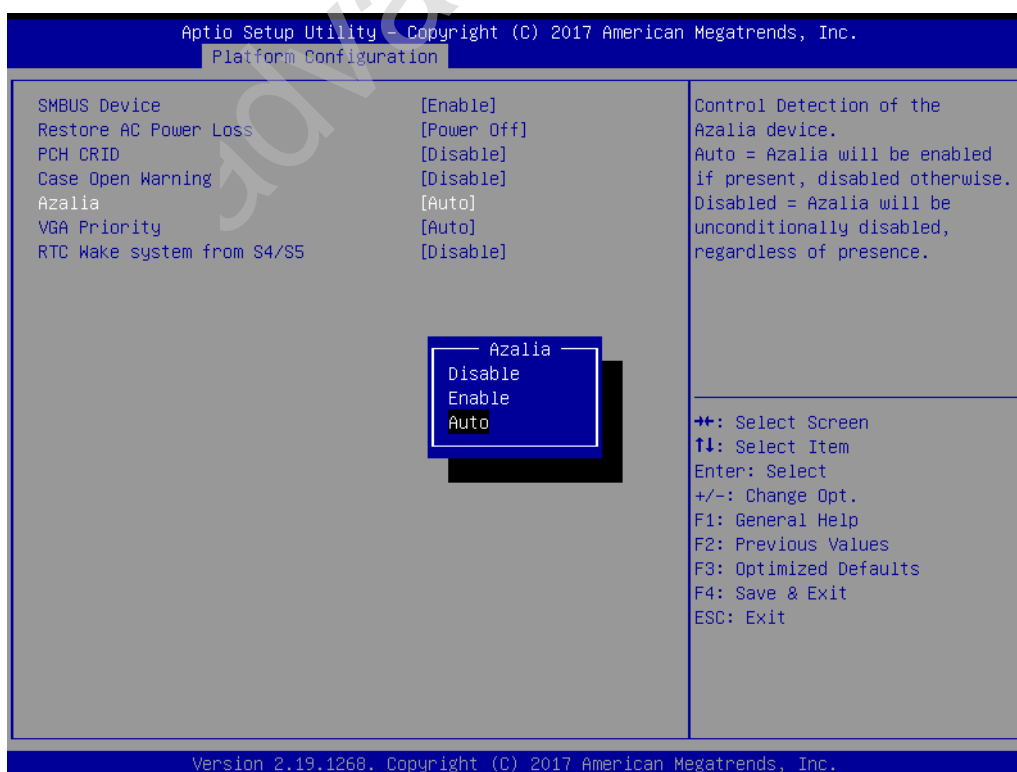 Aptio Setup Utility – Copyright (C) 2017 American Megatrends, Inc.
Platform Configuration
SMBUS Device [Enable]
Restore AC Power Loss [Power Off]
PCH CRID [Disable]
Case Open Warning [Disable]
Azalia [Auto]
VGA Priority [Auto]
RTC Wake system from S4/S5 [Disable]
Azalia
Disable
Enable
Auto
Control Detection of the
Azalia device.
Auto = Azalia will be enabled
if present, disabled otherwise.
Disabled = Azalia will be
unconditionally disabled,
regardless of presence.
→←: Select Screen
↑↓: Select Item
Enter: Select
+/-: Change Opt.
F1: General Help
F2: Previous Values
F3: Optimized Defaults
F4: Save & Exit
ESC: Exit
Version 2.19.1268. Copyright (C) 2017 American Megatrends, Inc.